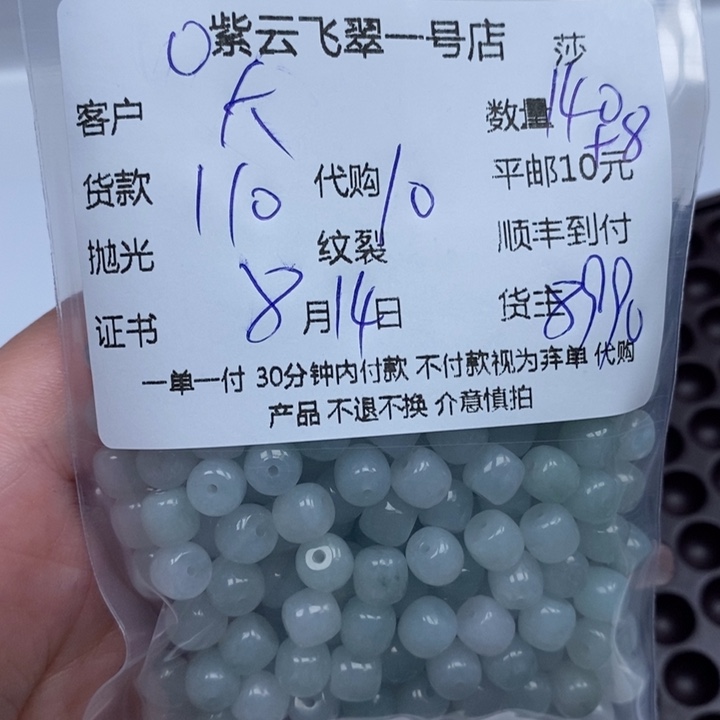 O紫云飞翠一号店 莎
客户 K 数量 140+8
货款 110 代购 10 平邮10元
抛光 纹裂 顺丰到付
证书 8月14日 货主 8990
一单一付 30分钟内付款 不付款视为弃单 代购
产品 不退不换 介意慎拍